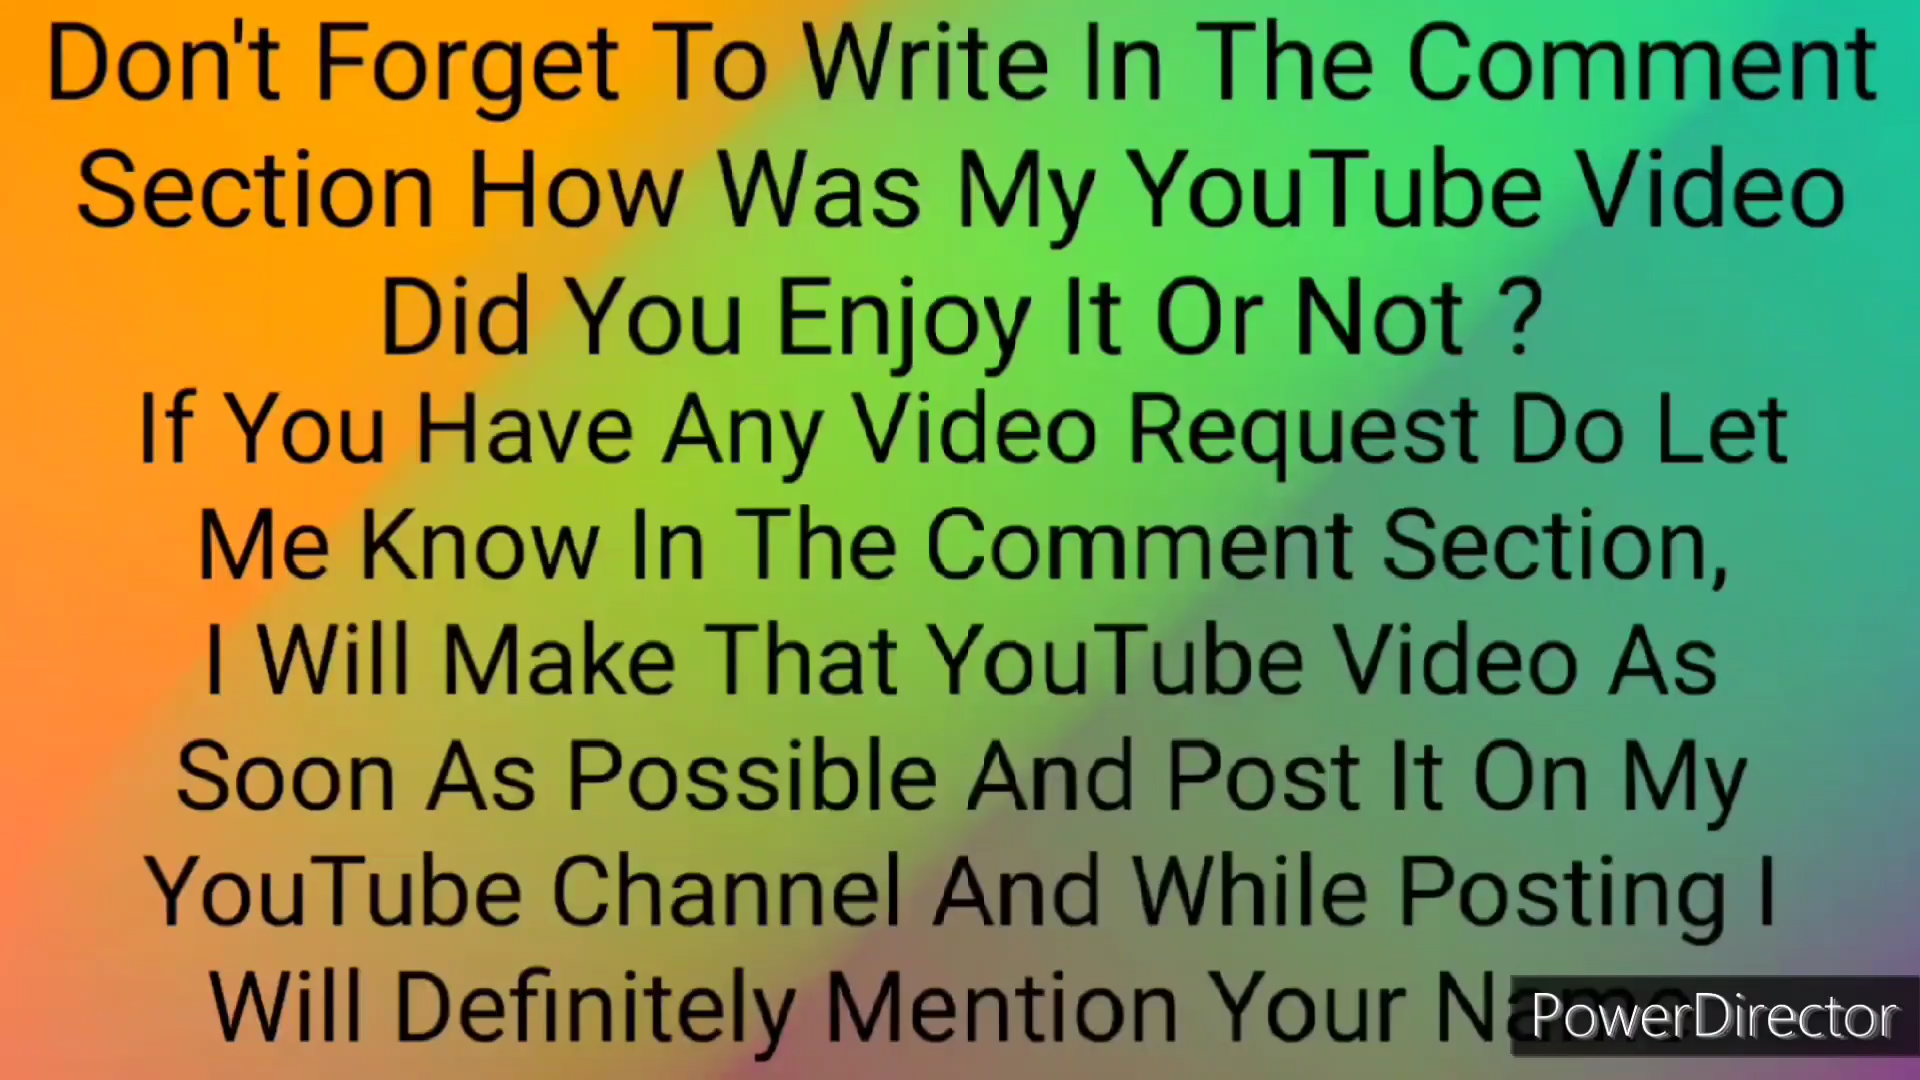 Don't Forget To Write In The Comment
Section How Was My YouTube Video
Did You Enjoy It Or Not ?
If You Have Any Video Request Do Let
Me Know In The Comment Section,
I Will Make That YouTube Video As
Soon As Possible And Post It On My
YouTube Channel And While Posting I
Will Definitely Mention Your Name
PowerDirector